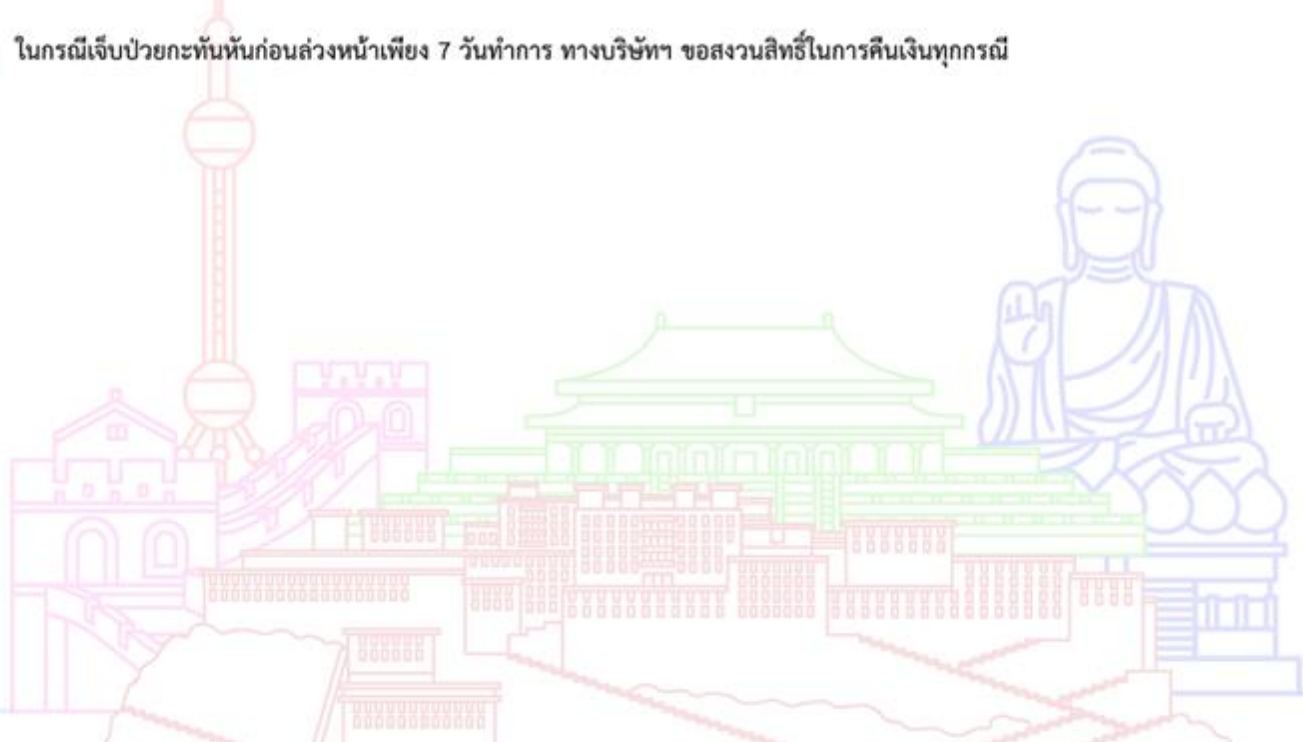 ในกรณีเจ็บป่วยกะทันหันก่อนล่วงหน้าเพียง 7 วันทำการ ทางบริษัทฯ ขอสงวนสิทธิ์ในการคืนเงินทุกกรณี